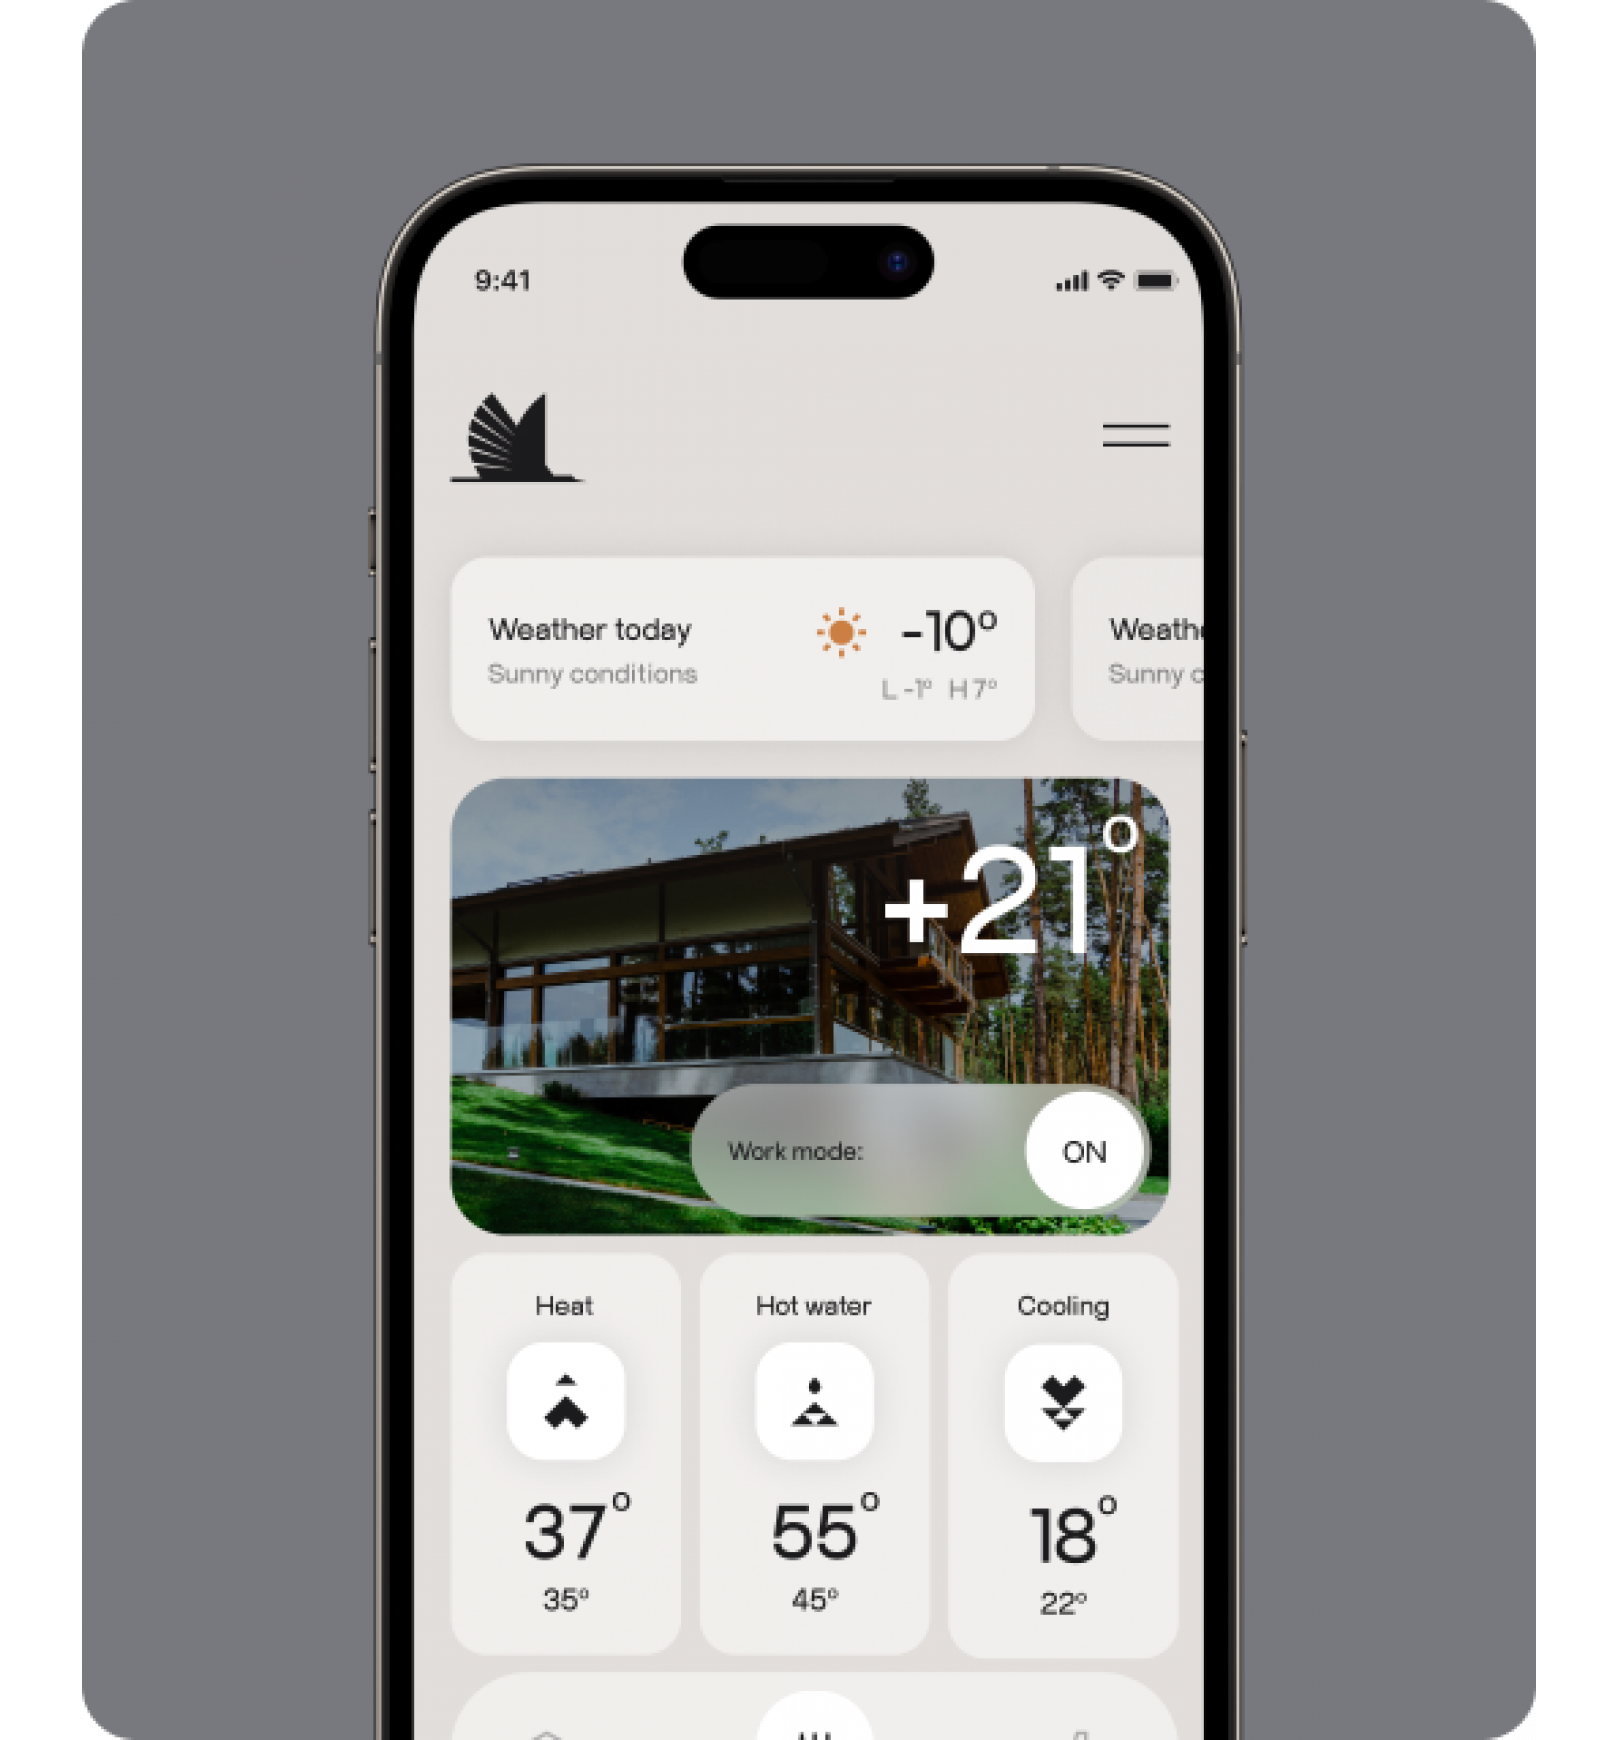 9:41
Weather today
Sunny conditions
-10°
L -1° H 7°
Weathe
Sunny c
+21°
Work mode:
ON
Heat
Hot water
Cooling
37°
55°
18°
35°
45°
22°